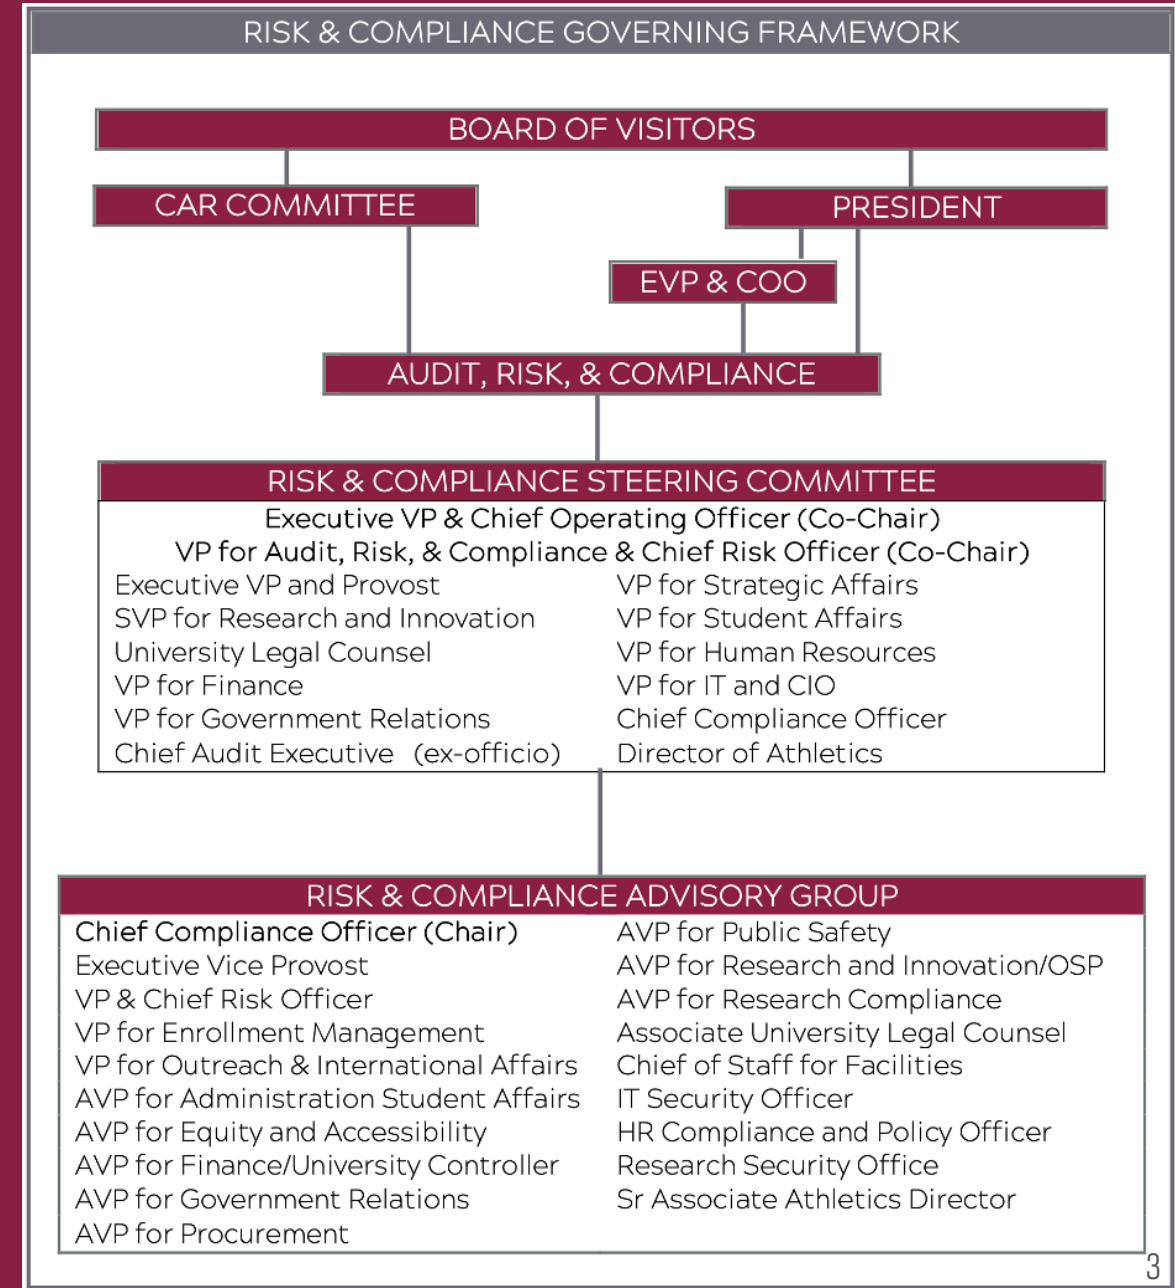 RISK & COMPLIANCE GOVERNING FRAMEWORK
BOARD OF VISITORS
CAR COMMITTEE
PRESIDENT
EVP & COO
AUDIT, RISK, & COMPLIANCE
RISK & COMPLIANCE STEERING COMMITTEE
Executive VP & Chief Operating Officer (Co-Chair)
VP for Audit, Risk, & Compliance & Chief Risk Officer (Co-Chair)
Executive VP and Provost
SVP for Research and Innovation
University Legal Counsel
VP for Finance
VP for Government Relations
Chief Audit Executive (ex-officio)
VP for Strategic Affairs
VP for Student Affairs
VP for Human Resources
VP for IT and CIO
Chief Compliance Officer
Director of Athletics
RISK & COMPLIANCE ADVISORY GROUP
Chief Compliance Officer (Chair)
Executive Vice Provost
VP & Chief Risk Officer
VP for Enrollment Management
VP for Outreach & International Affairs
AVP for Administration Student Affairs
AVP for Equity and Accessibility
AVP for Finance/University Controller
AVP for Government Relations
AVP for Procurement
AVP for Public Safety
AVP for Research and Innovation/OSP
AVP for Research Compliance
Associate University Legal Counsel
Chief of Staff for Facilities
IT Security Officer
HR Compliance and Policy Officer
Research Security Office
Sr Associate Athletics Director
3